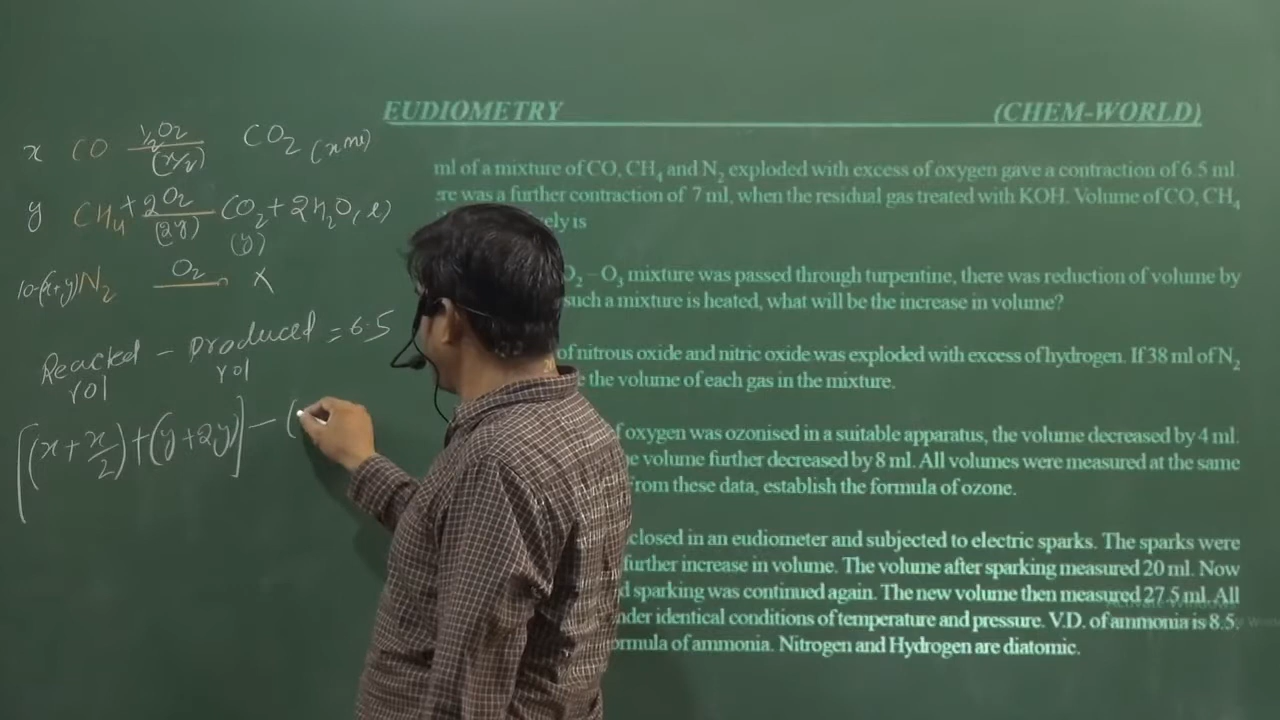 EUDIOMETRY (CHEM-WORLD)
x CO ½O₂ (x/2) CO₂ (x ml)
y CH₄ + 2O₂ (2y) CO₂ + 2H₂O(l) (y)
10-(x+y) N₂ O₂ X
Reacted vol - Produced vol = 6.5
[(x + x/2) + (y + 2y)] - (
ml of a mixture of CO, CH₄ and N₂ exploded with excess of oxygen gave a contraction of 6.5 ml
was a further contraction of 7 ml, when the residual gas treated with KOH. Volume of CO, CH₄
is
– O₃ mixture was passed through turpentine, there was reduction of volume by
such a mixture is heated, what will be the increase in volume?
of nitrous oxide and nitric oxide was exploded with excess of hydrogen. If 38 ml of N₂
the volume of each gas in the mixture.
oxygen was ozonised in a suitable apparatus, the volume decreased by 4 ml.
volume further decreased by 8 ml. All volumes were measured at the same
From these data, establish the formula of ozone.
closed in an eudiometer and subjected to electric sparks. The sparks were
further increase in volume. The volume after sparking measured 20 ml. Now
sparking was continued again. The new volume then measured 27.5 ml. All
conditions of temperature and pressure. V.D. of ammonia is 8.5.
of ammonia. Nitrogen and Hydrogen are diatomic.